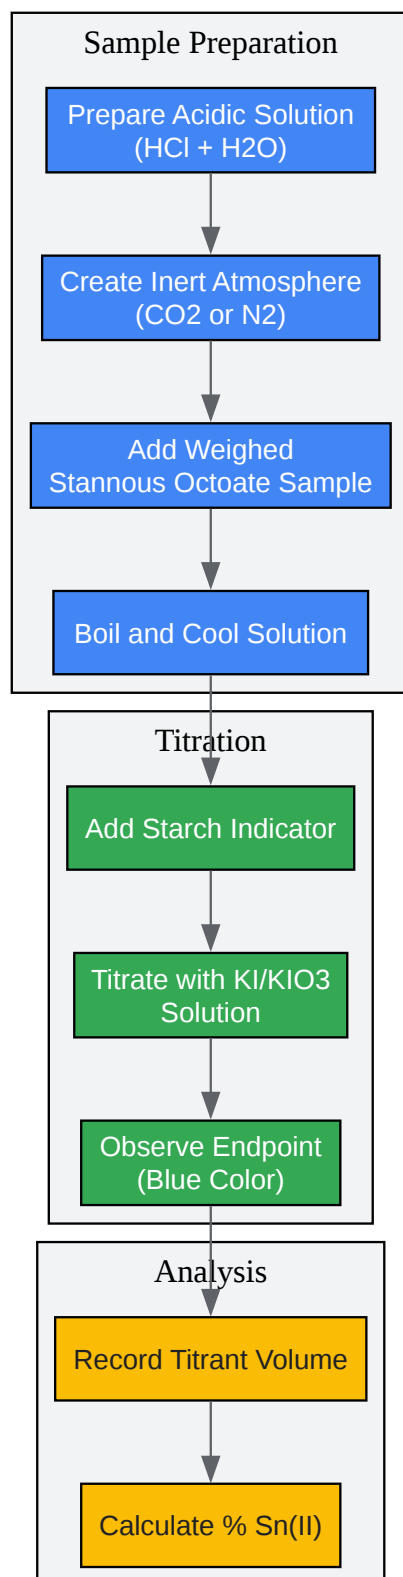 Sample Preparation
Prepare Acidic Solution
(HCl + H2O)
Create Inert Atmosphere
(CO2 or N2)
Add Weighed
Stannous Octoate Sample
Boil and Cool Solution
Titration
Add Starch Indicator
Titrate with KI/KIO3
Solution
Observe Endpoint
(Blue Color)
Analysis
Record Titrant Volume
Calculate % Sn(II)